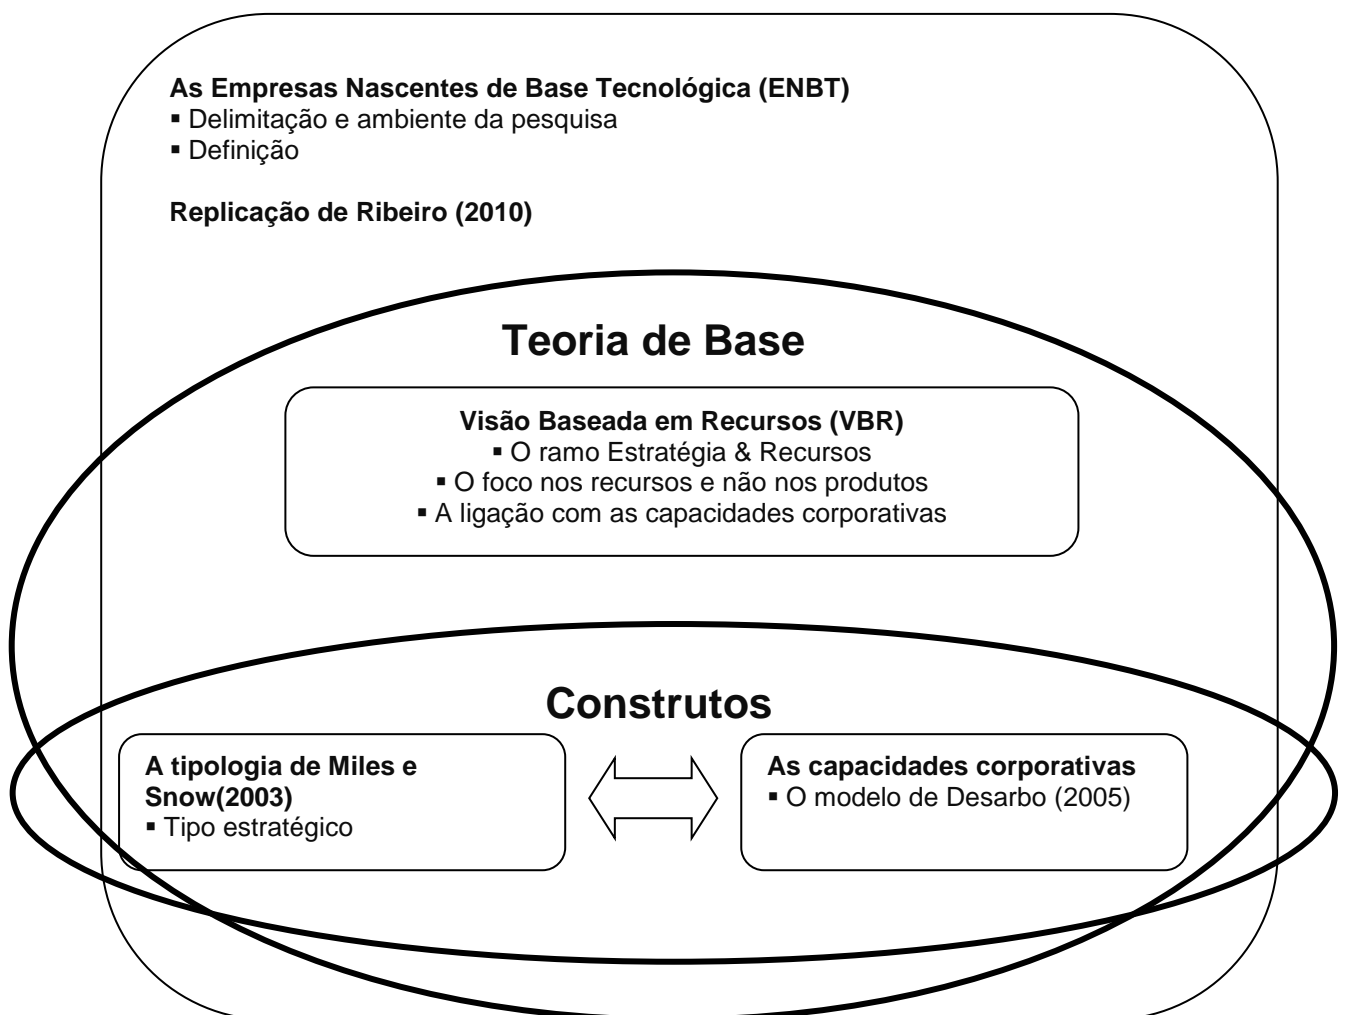 As Empresas Nascentes de Base Tecnológica (ENBT)
▪ Delimitação e ambiente da pesquisa
▪ Definição
Replicação de Ribeiro (2010)
Teoria de Base
Visão Baseada em Recursos (VBR)
▪ O ramo Estratégia & Recursos
▪ O foco nos recursos e não nos produtos
▪ A ligação com as capacidades corporativas
Construtos
A tipologia de Miles e
Snow(2003)
▪ Tipo estratégico
As capacidades corporativas
▪ O modelo de Desarbo (2005)